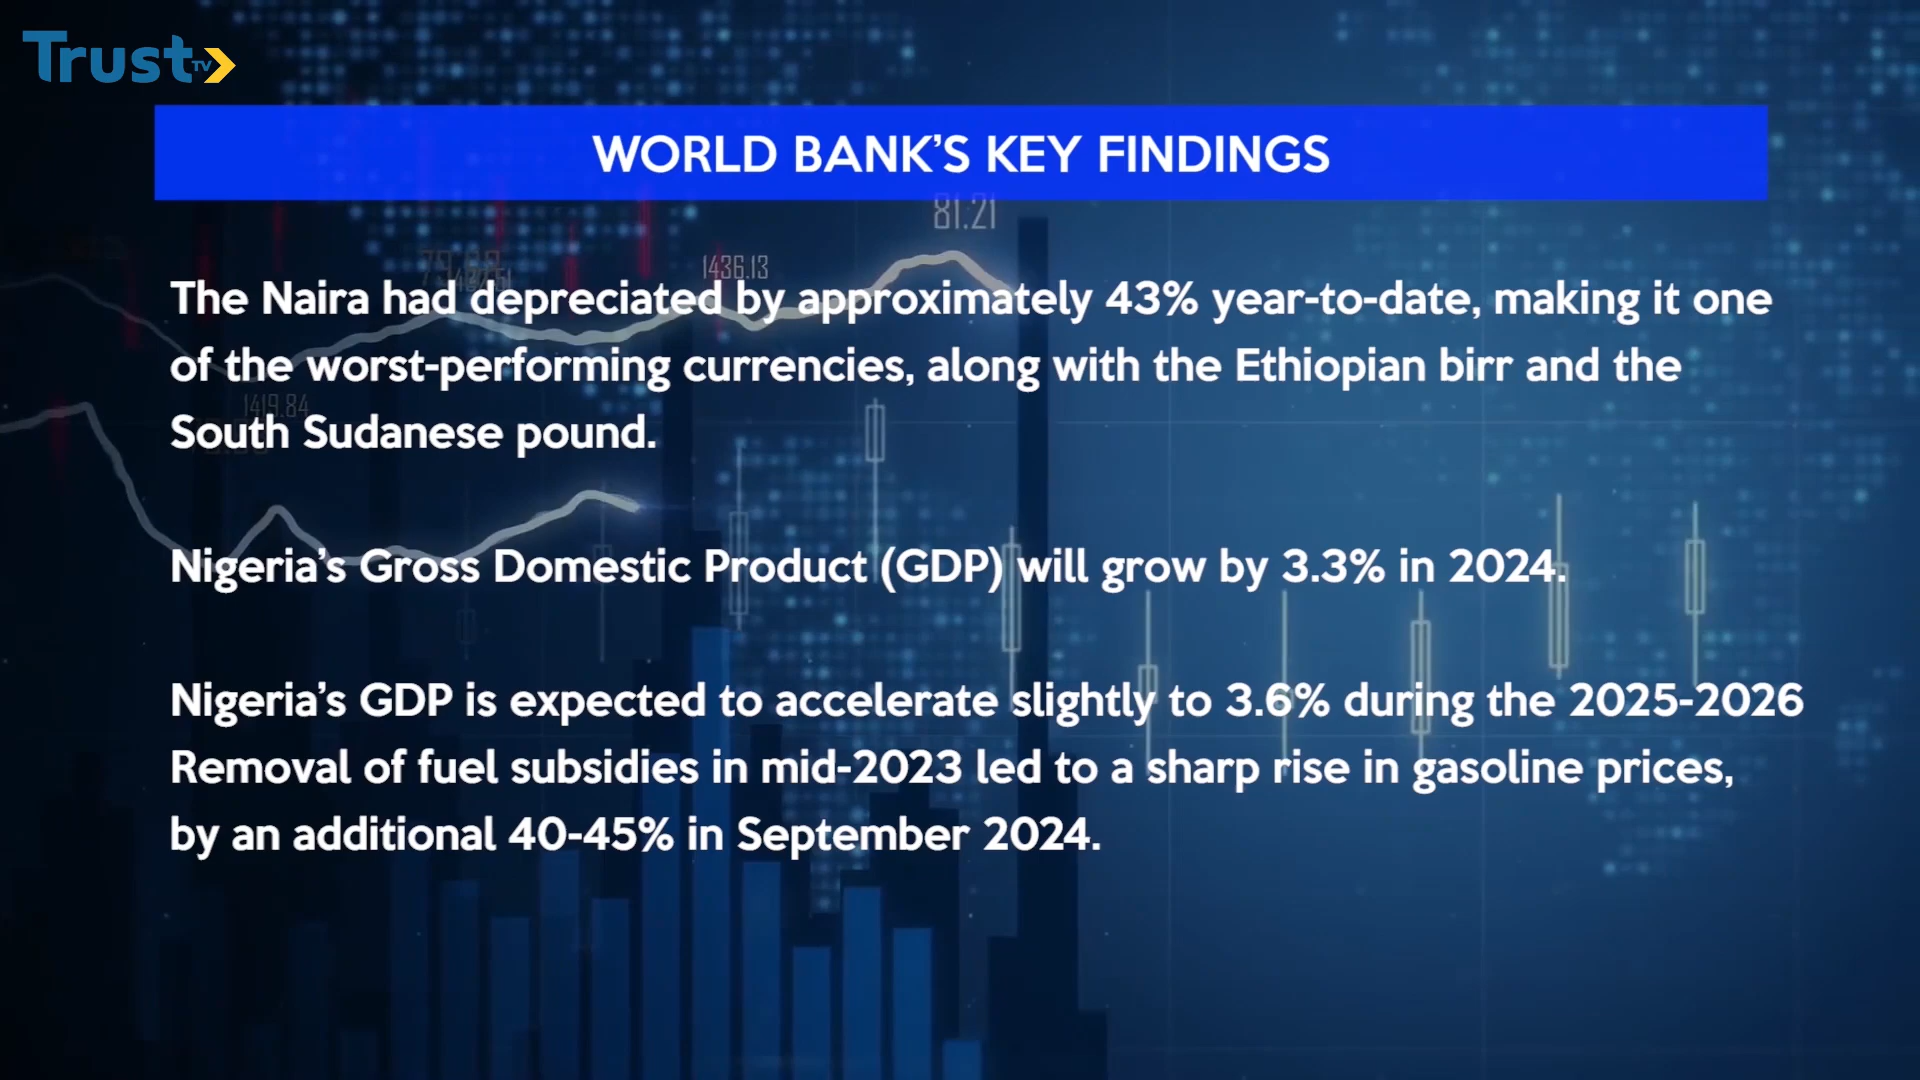 Trust TV
WORLD BANK’S KEY FINDINGS
81.21
1436.13
The Naira had depreciated by approximately 43% year-to-date, making it one
of the worst-performing currencies, along with the Ethiopian birr and the
1419.84
South Sudanese pound.
Nigeria’s Gross Domestic Product (GDP) will grow by 3.3% in 2024.
Nigeria’s GDP is expected to accelerate slightly to 3.6% during the 2025-2026
Removal of fuel subsidies in mid-2023 led to a sharp rise in gasoline prices,
by an additional 40-45% in September 2024.